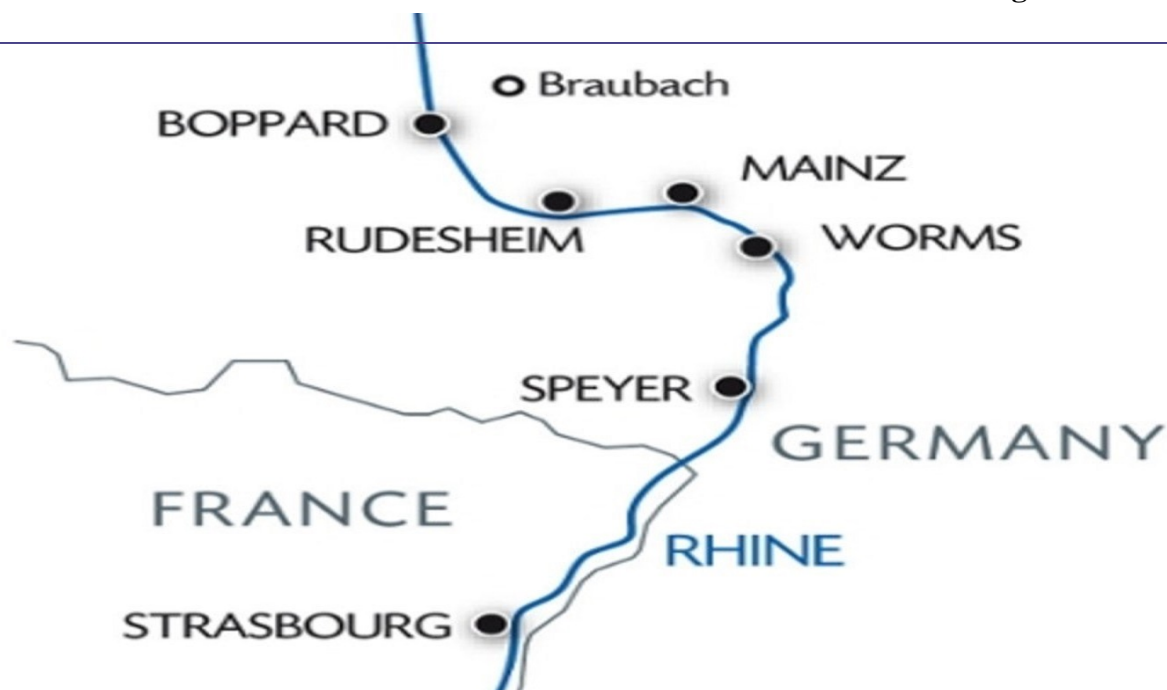 Braubach
BOPPARD
MAINZ
RUDESHEIM
WORMS
SPEYER
GERMANY
FRANCE
RHINE
STRASBOURG